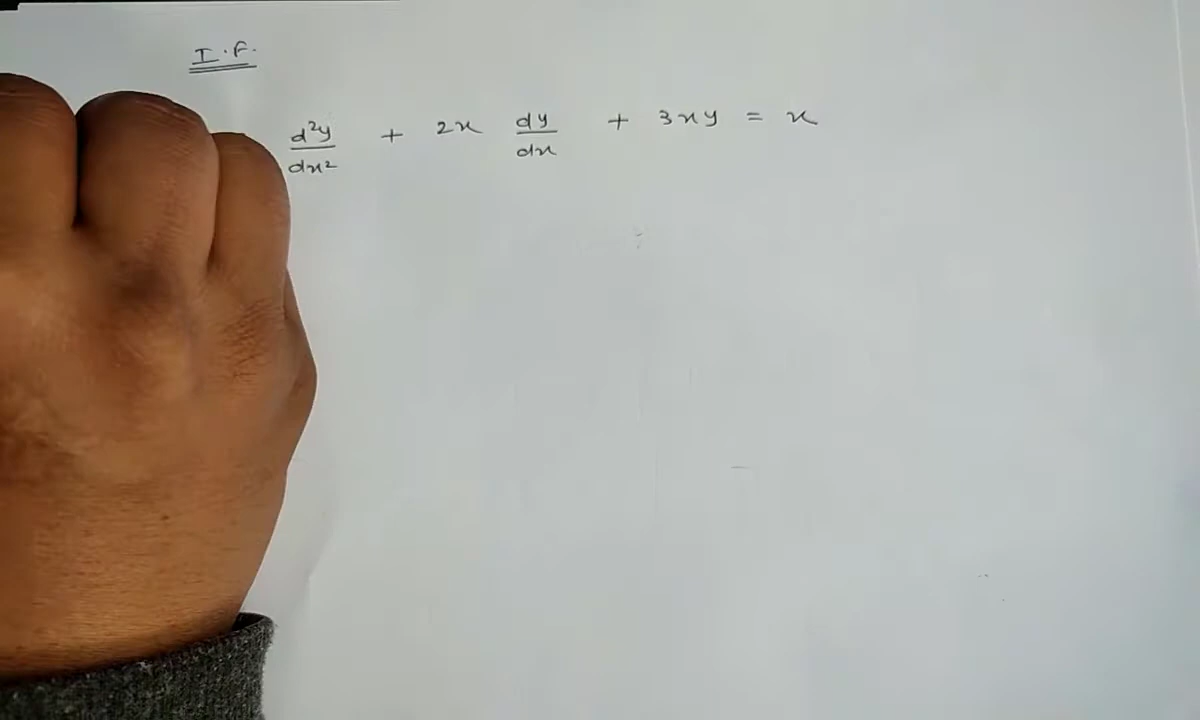 I.F.
d²y/dx² + 2x dy/dx + 3xy = x